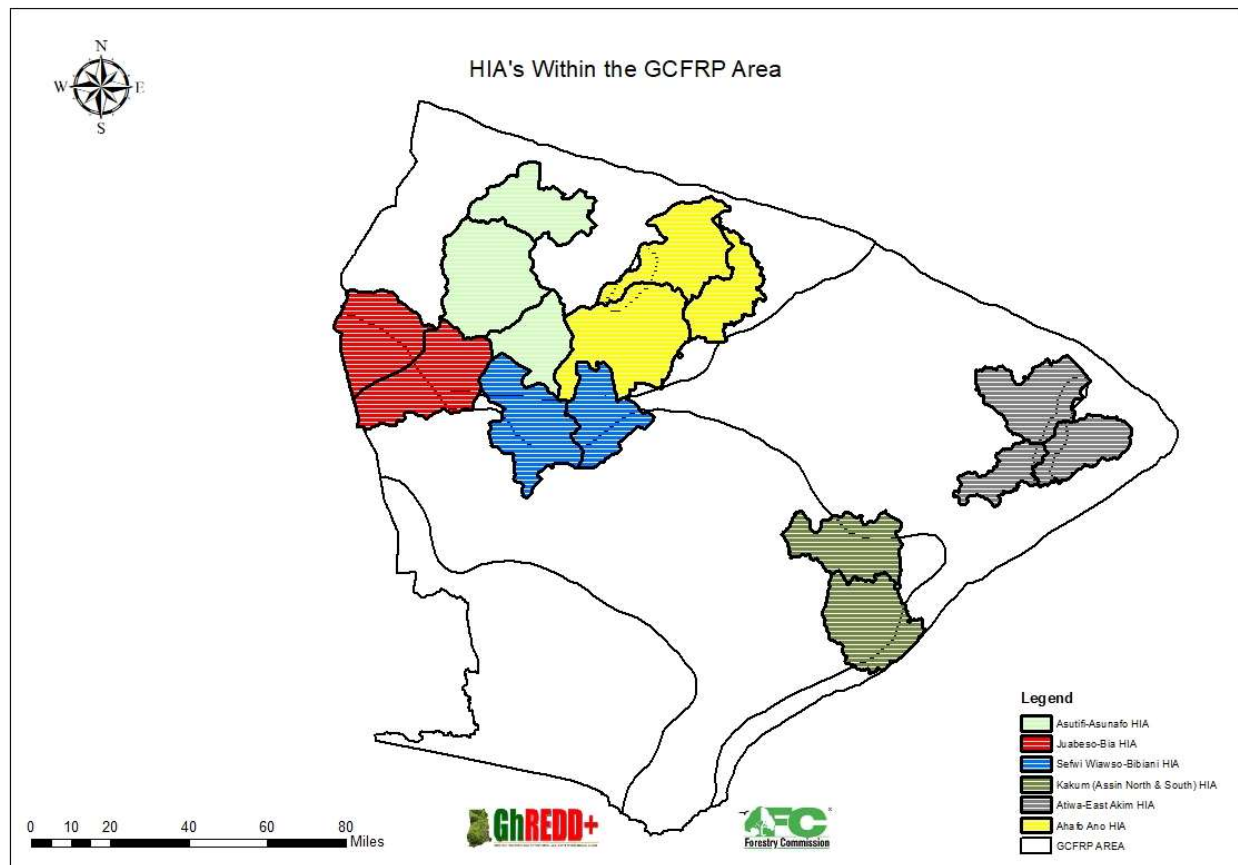 N
W E
S
HIA's Within the GCFRP Area
Legend
Asutifi-Asunafo HIA
Juabeso-Bia HIA
Sefwi Wiawso-Bibiani HIA
Kakum (Assin North & South) HIA
Atiwa-East Akim HIA
Ahafo Ano HIA
GCFRP AREA
0 10 20 40 60 80
Miles
GhREDD+
FC
Forestry Commission